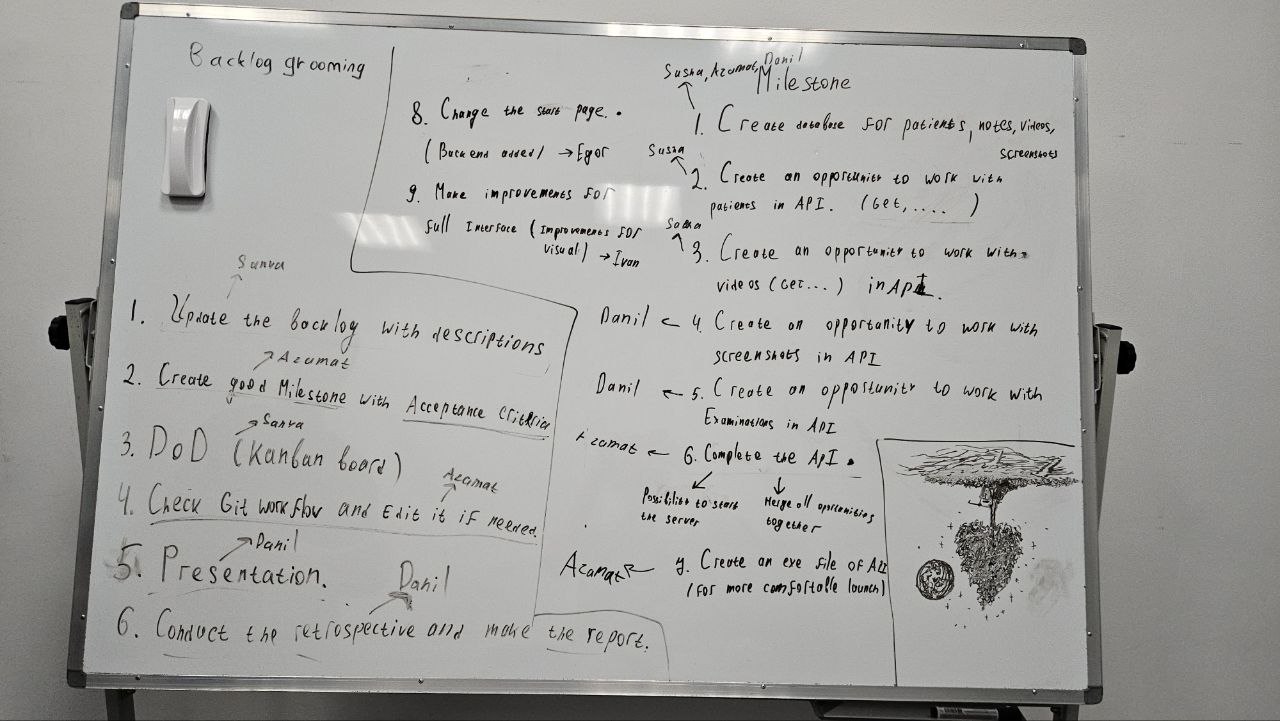 Backlog grooming
8. Change the start page.
(Backend added) → Egor
9. Make improvements for
full Interface (Improvements for
visual) → Ivan
Sasha, Azamat, Danil
Milestone
1. Create database for patients, notes, videos,
screenshots
Sasha
2. Create an opportunity to work with
patients in API. (Get, ....)
Sasha
3. Create an opportunity to work with
videos (Get...) in API.
Danil ← 4. Create an opportunity to work with
screenshots in API
Danil ← 5. Create an opportunity to work with
Examinations in API
Azamat ← 6. Complete the API.
Possibility to start
the server
Merge all oportunities
together
Azamat ← 7. Create an exe file of API
(for more comfortable launch)
Sanya
1. Update the backlog with descriptions
Azamat
2. Create good Milestone with Acceptance criteria
Sanya
3. DoD (Kanban board)
Azamat
4. Check Git workflow and Edit it if needed.
Danil
5. Presentation.
Danil
6. Conduct the retrospective and make the report.